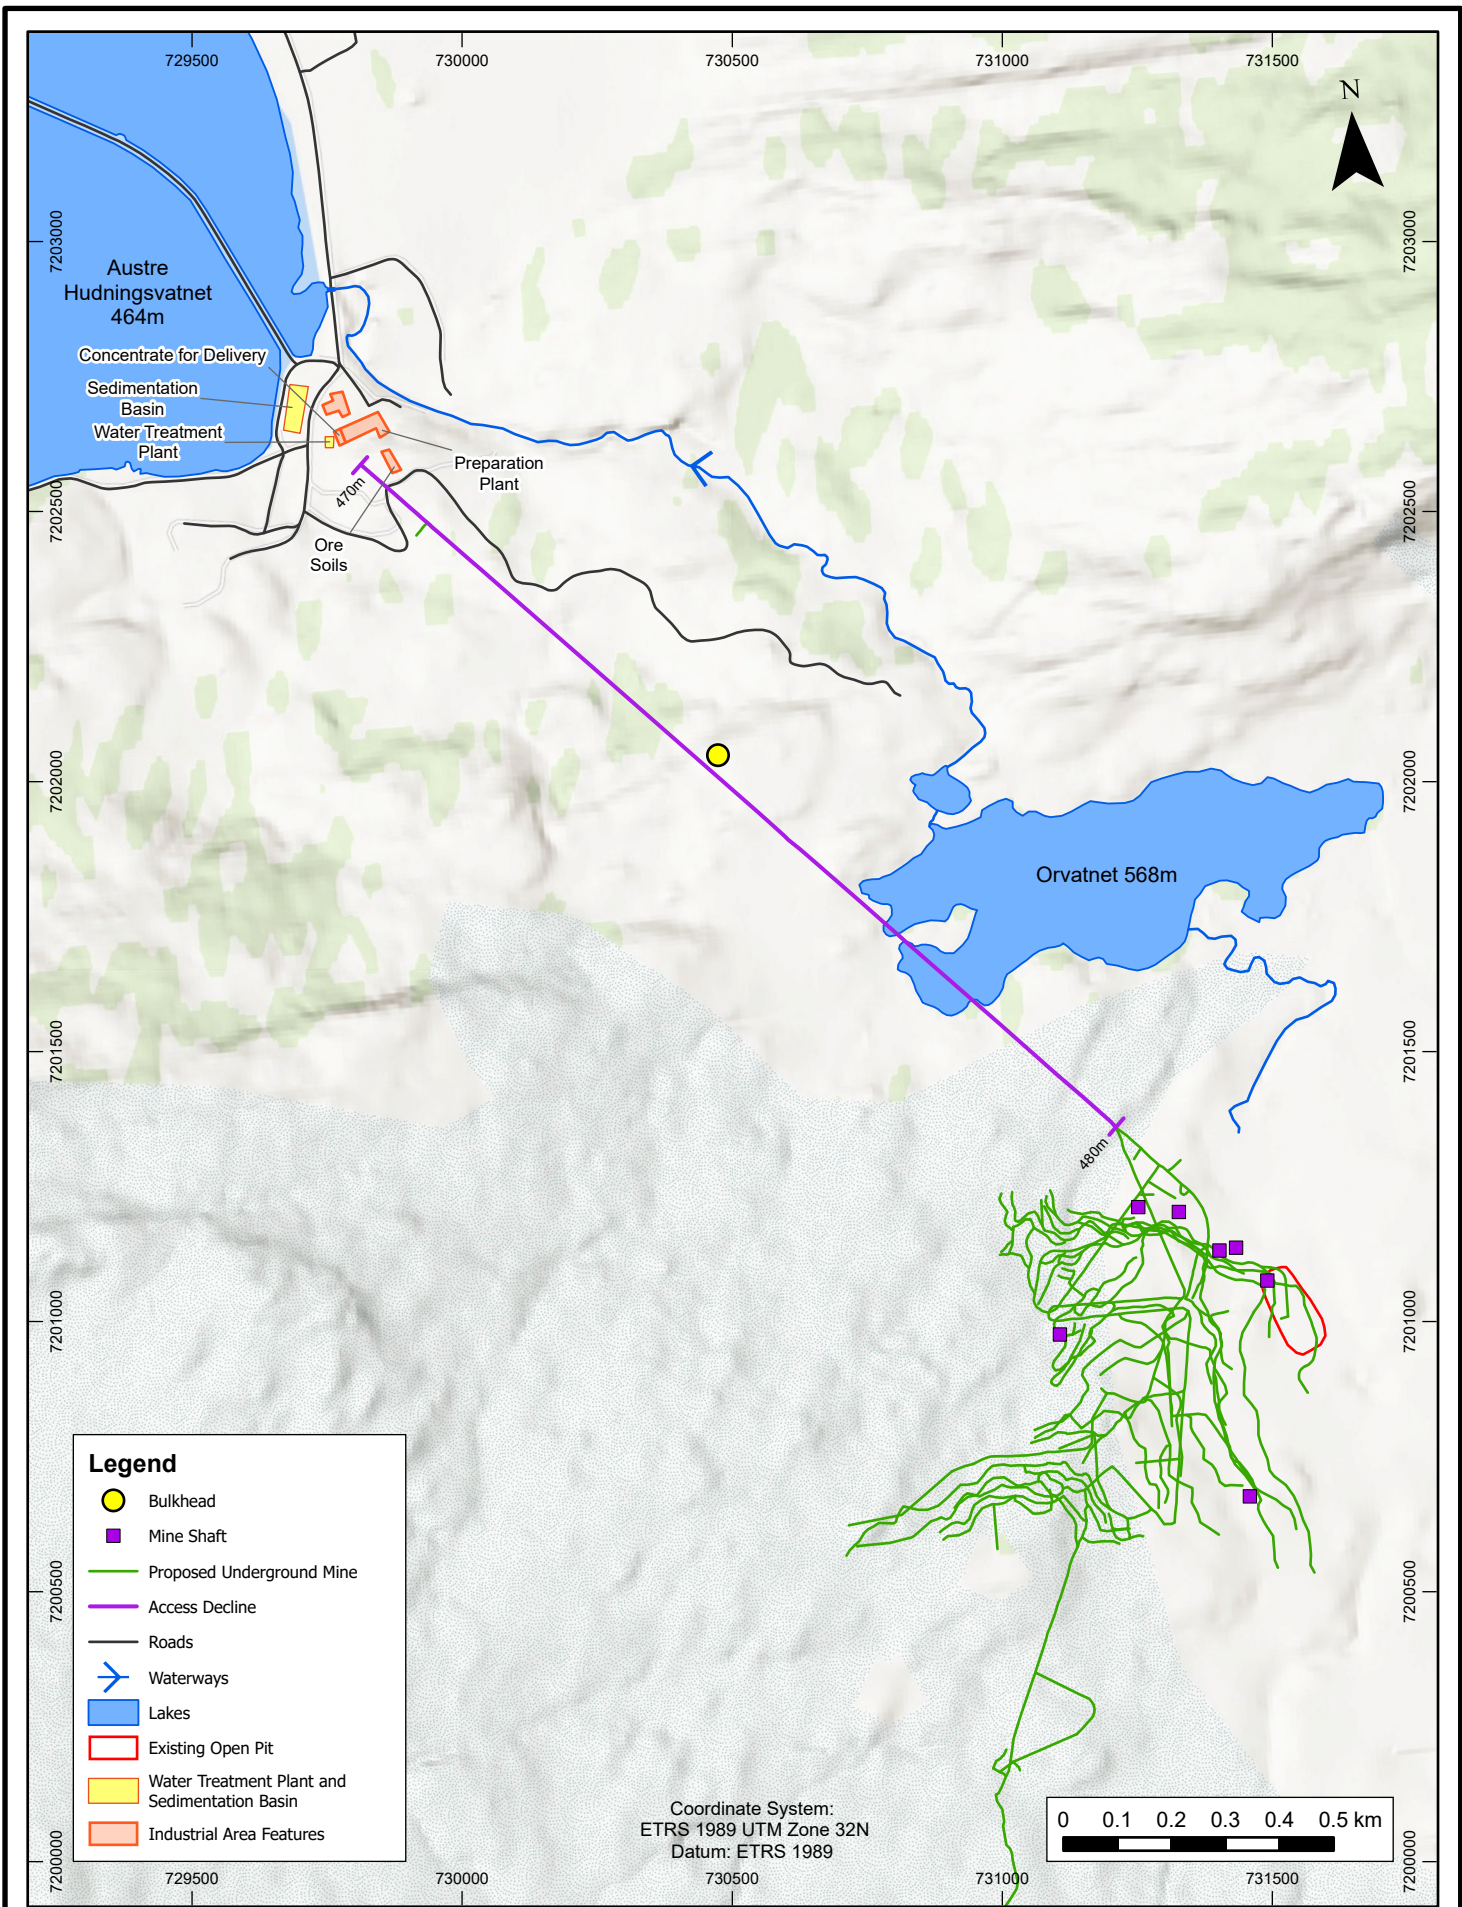 729500
730000
730500
731000
731500
N
7203000
7203000
Austre
Hudningsvatnet
464m
Concentrate for Delivery
Sedimentation
Basin
Water Treatment
Plant
Preparation
Plant
470m
Ore
Soils
7202500
7202500
7202000
7202000
Orvatnet 568m
7201500
7201500
480m
7201000
7201000
Legend
Bulkhead
Mine Shaft
Proposed Underground Mine
Access Decline
Roads
Waterways
Lakes
Existing Open Pit
Water Treatment Plant and
Sedimentation Basin
Industrial Area Features
7200500
7200500
Coordinate System:
ETRS 1989 UTM Zone 32N
Datum: ETRS 1989
0 0.1 0.2 0.3 0.4 0.5 km
7200000
7200000
729500
730000
730500
731000
731500